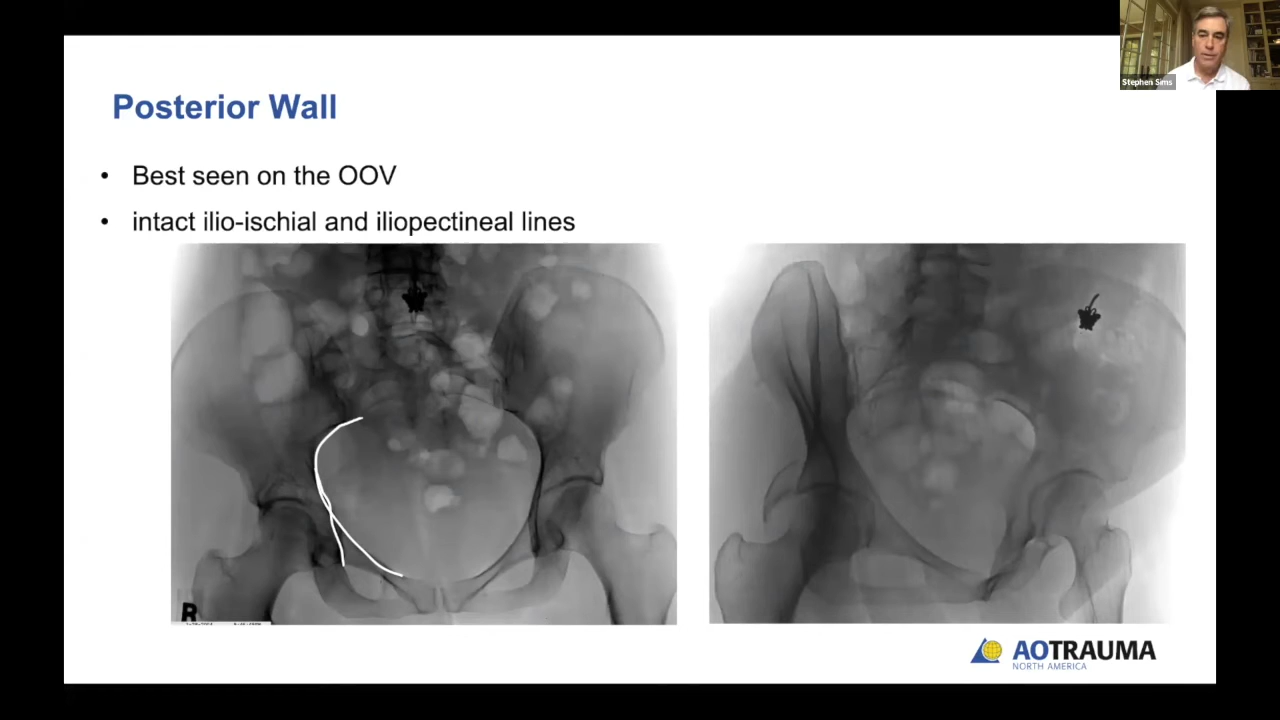 Stephen Sims
Posterior Wall
• Best seen on the OOV
• intact ilio-ischial and iliopectineal lines
R
AOTRAUMA
NORTH AMERICA